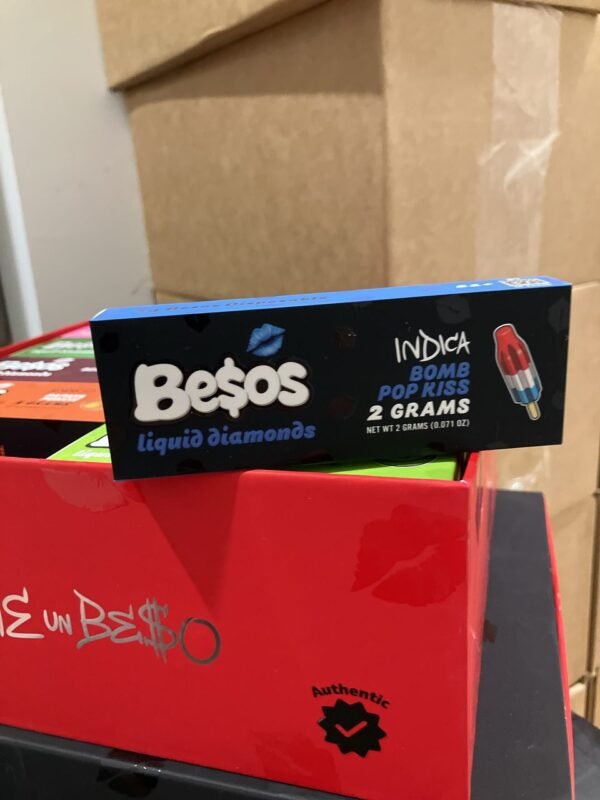 Be$os
liquid diamonds
INDICA
BOMB
POP KISS
2 GRAMS
NET WT 2 GRAMS (0.071 OZ)
UN BE$O
Authentic